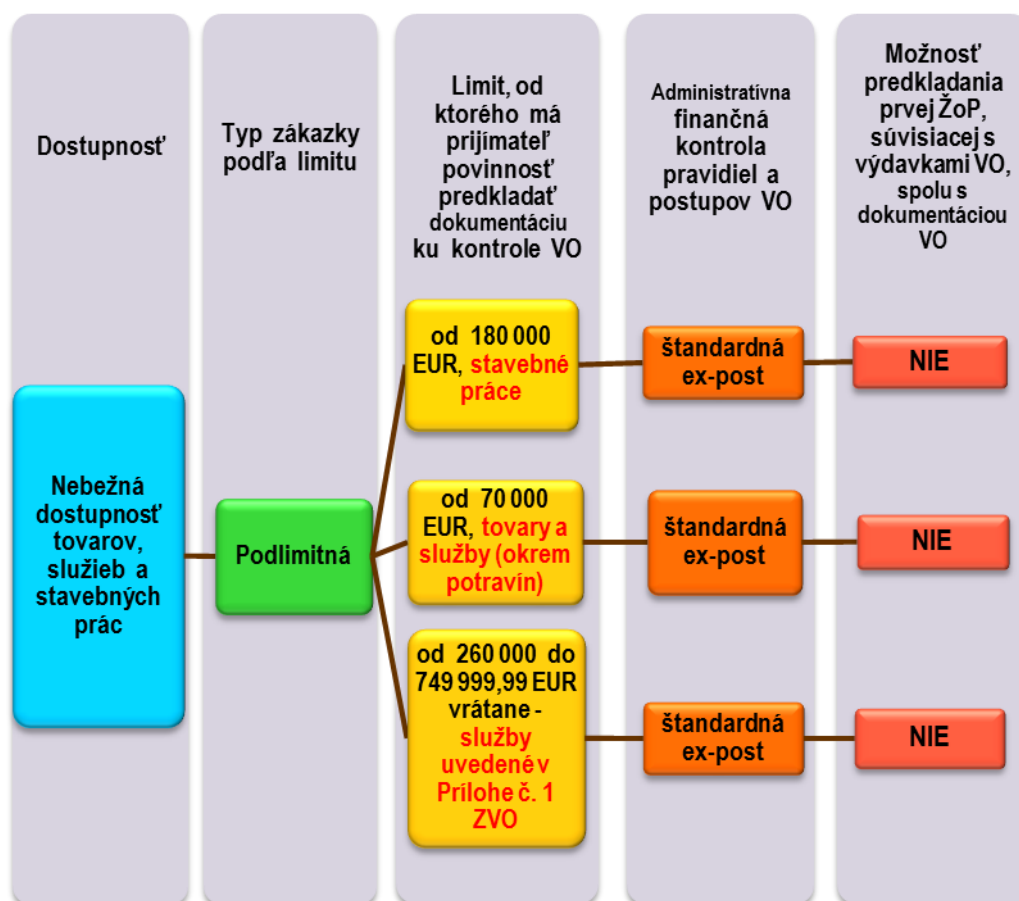 Dostupnosť
Typ zákazky
podľa limitu
Limit, od
ktorého má
prijímateľ
povinnosť
predkladať
dokumentáciu
ku kontrole VO
Administratívna
finančná
kontrola
pravidiel a
postupov VO
Možnosť
predkladania
prvej ŽoP,
súvisiacej s
výdavkami VO,
spolu s
dokumentáciou
VO
Nebežná
dostupnosť
tovarov,
služieb a
stavebných
prác
Podlimitná
od 180 000
EUR, stavebné
práce
štandardná
ex-post
NIE
od 70 000
EUR, tovary a
služby (okrem
potravín)
štandardná
ex-post
NIE
od 260 000 do
749 999,99 EUR
vrátane -
služby
uvedené v
Prílohe č. 1
ZVO
štandardná
ex-post
NIE